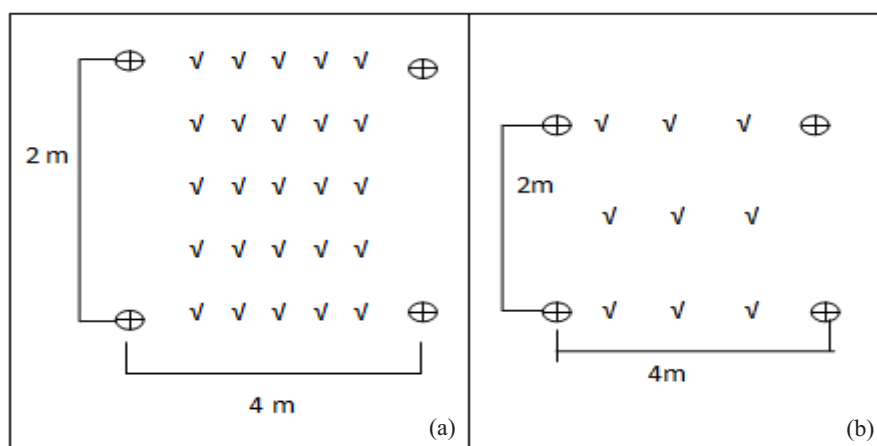 √ √ √ √ √
√ √ √ √ √
2 m
√ √ √ √ √
√ √ √ √ √
√ √ √ √ √
4 m
(a)
√ √ √
2m
√ √ √
√ √ √
4m
(b)